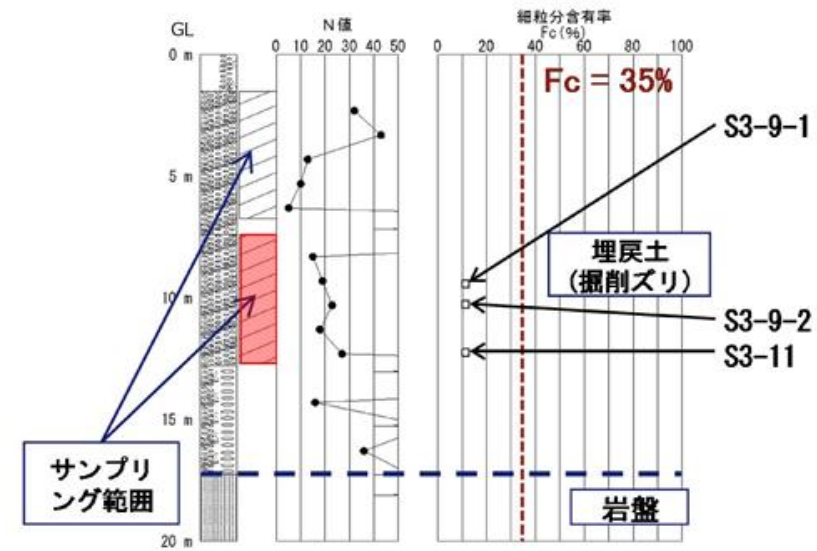 GL
N値
細粒分含有率
Fc(%)
0 10 20 30 40 50
0 20 40 60 80 100
0 m
5 m
10 m
15 m
20 m
Fc = 35%
S3-9-1
埋戻土
(掘削ズリ)
S3-9-2
S3-11
サンプリ
ング範囲
岩盤